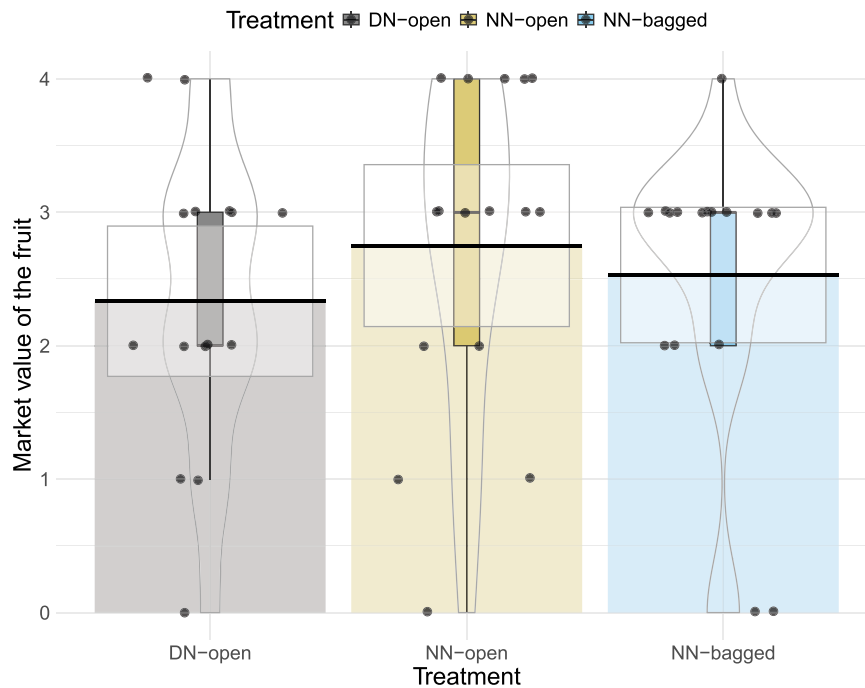 Treatment DN−open NN−open NN−bagged
Market value of the fruit
4
3
2
1
0
DN−open NN−open NN−bagged
Treatment